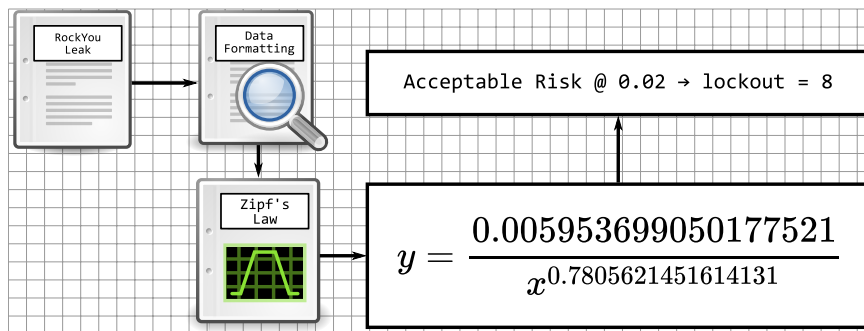 RockYou
Leak
Data
Formatting
Acceptable Risk @ 0.02 → lockout = 8
Zipf's
Law
y = 0.005953699050177521 / x^0.7805621451614131